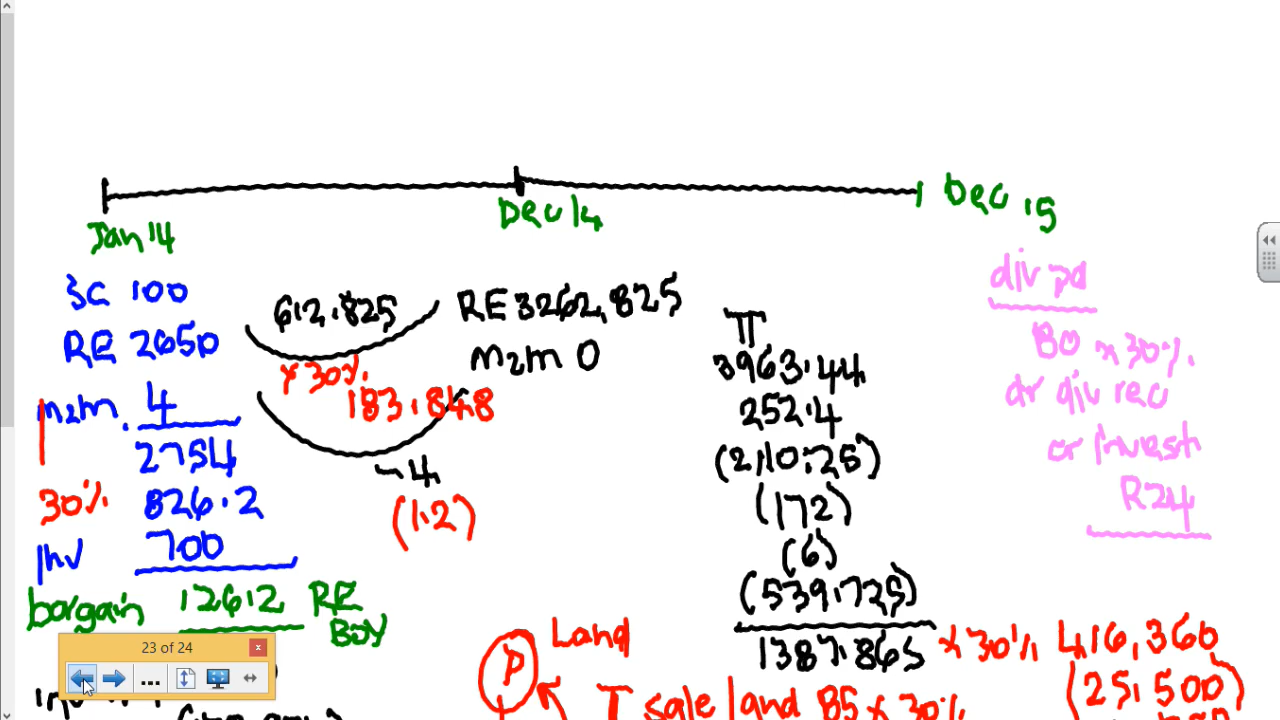 Jan 14
Dec 14
Dec 15
SC 100
RE 2650
m2m 4
2754
30% 826.2
Inv 700
bargain 126.2 RE
BOY
612.825
x 30%
183.848
-4
(1.2)
RE 3262,825
m2m 0
π
3963.44
252.4
(2110.25)
(172)
(6)
(539.725)
1387.865 x 30% 416,360
(25,500)
div pd
80 x 30%
dr div rec
cr Invest
R24
P Land
π sale land 85 x 30%
23 of 24